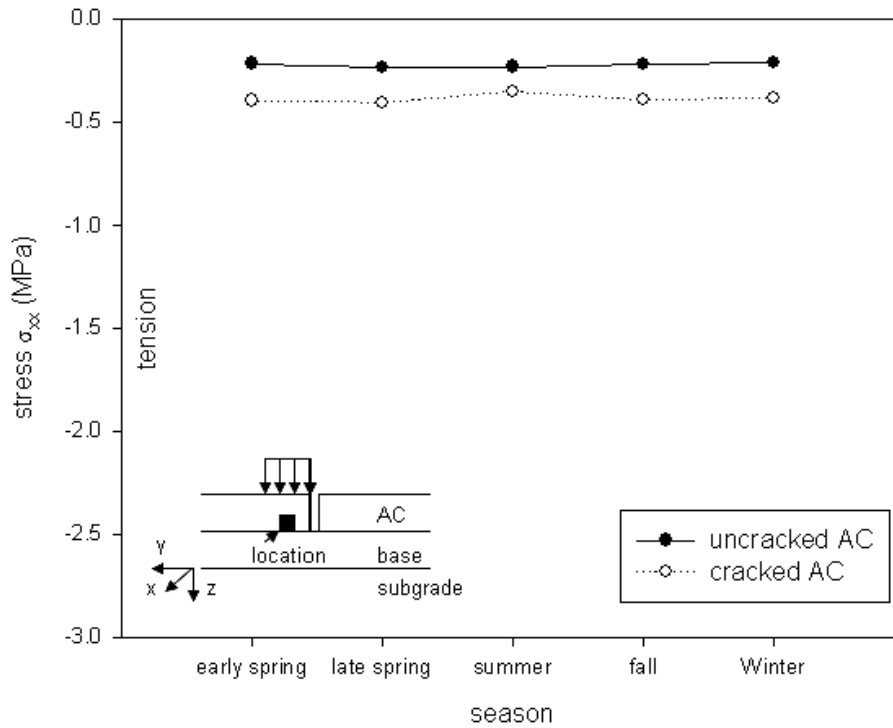 0.0
-0.5
-1.0
-1.5
-2.0
-2.5
-3.0
stress σxx (MPa)
tension
AC
location base
subgrade
Y
X
Z
uncracked AC
cracked AC
early spring late spring summer fall Winter
season